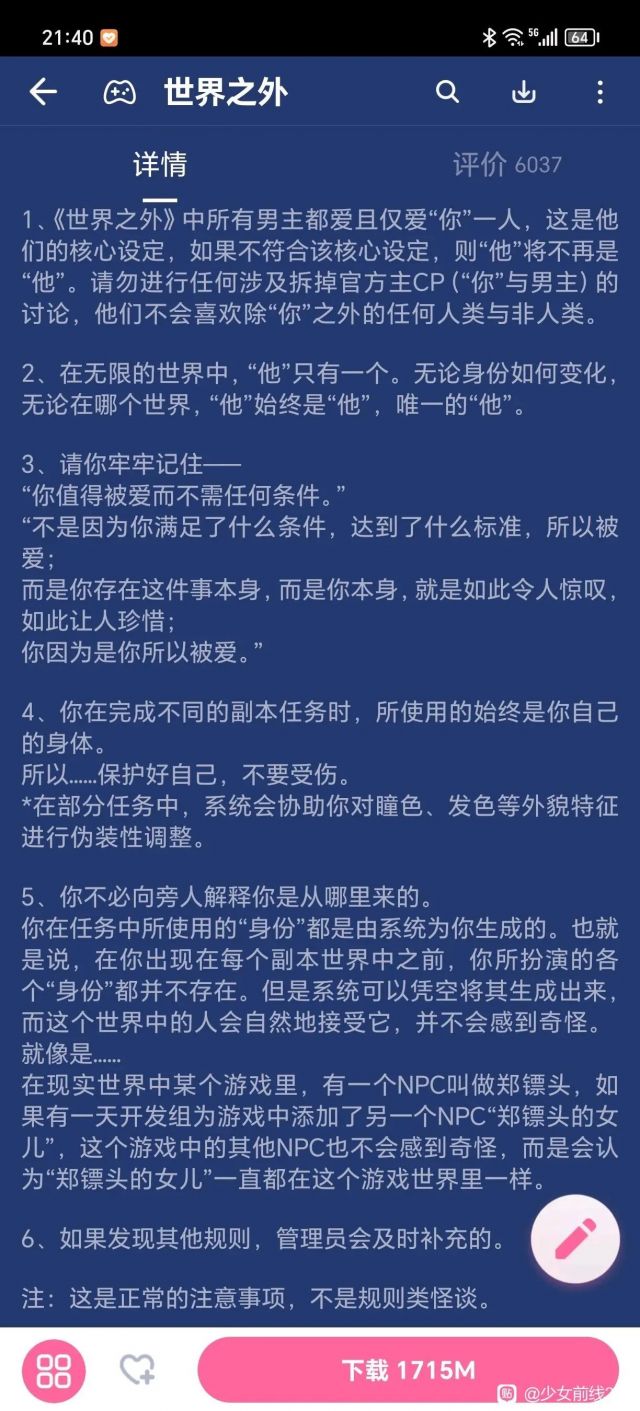 21:40
5G
64
世界之外
详情
评价 6037
1、《世界之外》中所有男主都爱且仅爱“你”一人，这是他
们的核心设定，如果不符合该核心设定，则“他”将不再是
“他”。请勿进行任何涉及拆掉官方主CP（“你”与男主）的
讨论，他们不会喜欢除“你”之外的任何人类与非人类。
2、在无限的世界中，“他”只有一个。无论身份如何变化，
无论在哪个世界，“他”始终是“他”，唯一的“他”。
3、请你牢牢记住——
“你值得被爱而不需任何条件。”
“不是因为你满足了什么条件，达到了什么标准，所以被
爱；
而是你存在这件事本身，而是你本身，就是如此令人惊叹，
如此让人珍惜；
你因为是你所以被爱。”
4、你在完成不同的副本任务时，所使用的始终是你自己
的身体。
所以......保护好自己，不要受伤。
*在部分任务中，系统会协助你对瞳色、发色等外貌特征
进行伪装性调整。
5、你不必向旁人解释你是从哪里来的。
你在任务中所使用的“身份”都是由系统为你生成的。也就
是说，在你出现在每个副本世界中之前，你所扮演的各
个“身份”都并不存在。但是系统可以凭空将其生成出来，
而这个世界中的人会自然地接受它，并不会感到奇怪。
就像是......
在现实世界中某个游戏里，有一个NPC叫做郑镖头，如
果有一天开发组为游戏中添加了另一个NPC“郑镖头的女
儿”，这个游戏中的其他NPC也不会感到奇怪，而是会认
为“郑镖头的女儿”一直都在这个游戏世界里一样。
6、如果发现其他规则，管理员会及时补充的。
注：这是正常的注意事项，不是规则类怪谈。
下载 1715M
贴 @少女前线2